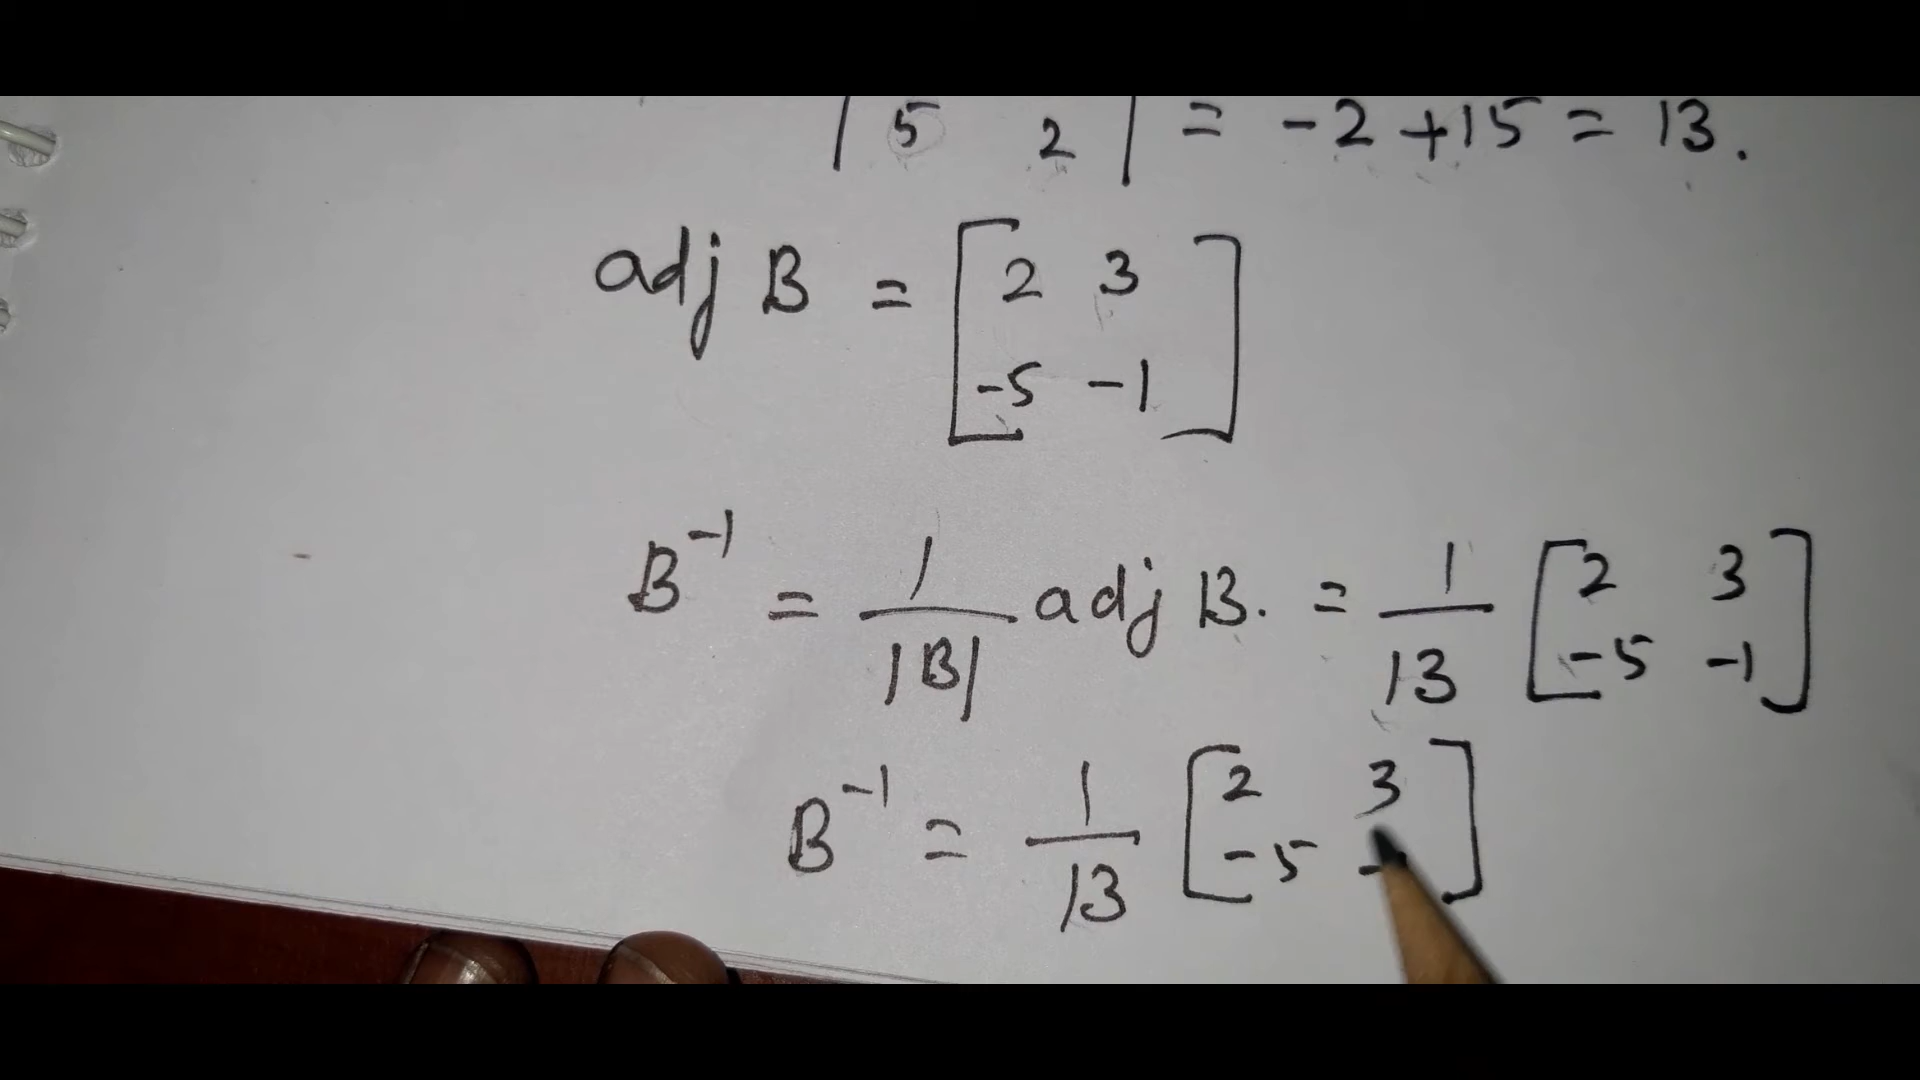 | 5 2 | = -2 + 15 = 13.
adj B = [ 2 3
-5 -1 ]
B⁻¹ = 1/|B| adj B. = 1/13 [ 2 3
-5 -1 ]
B⁻¹ = 1/13 [ 2 3
-5 - ]